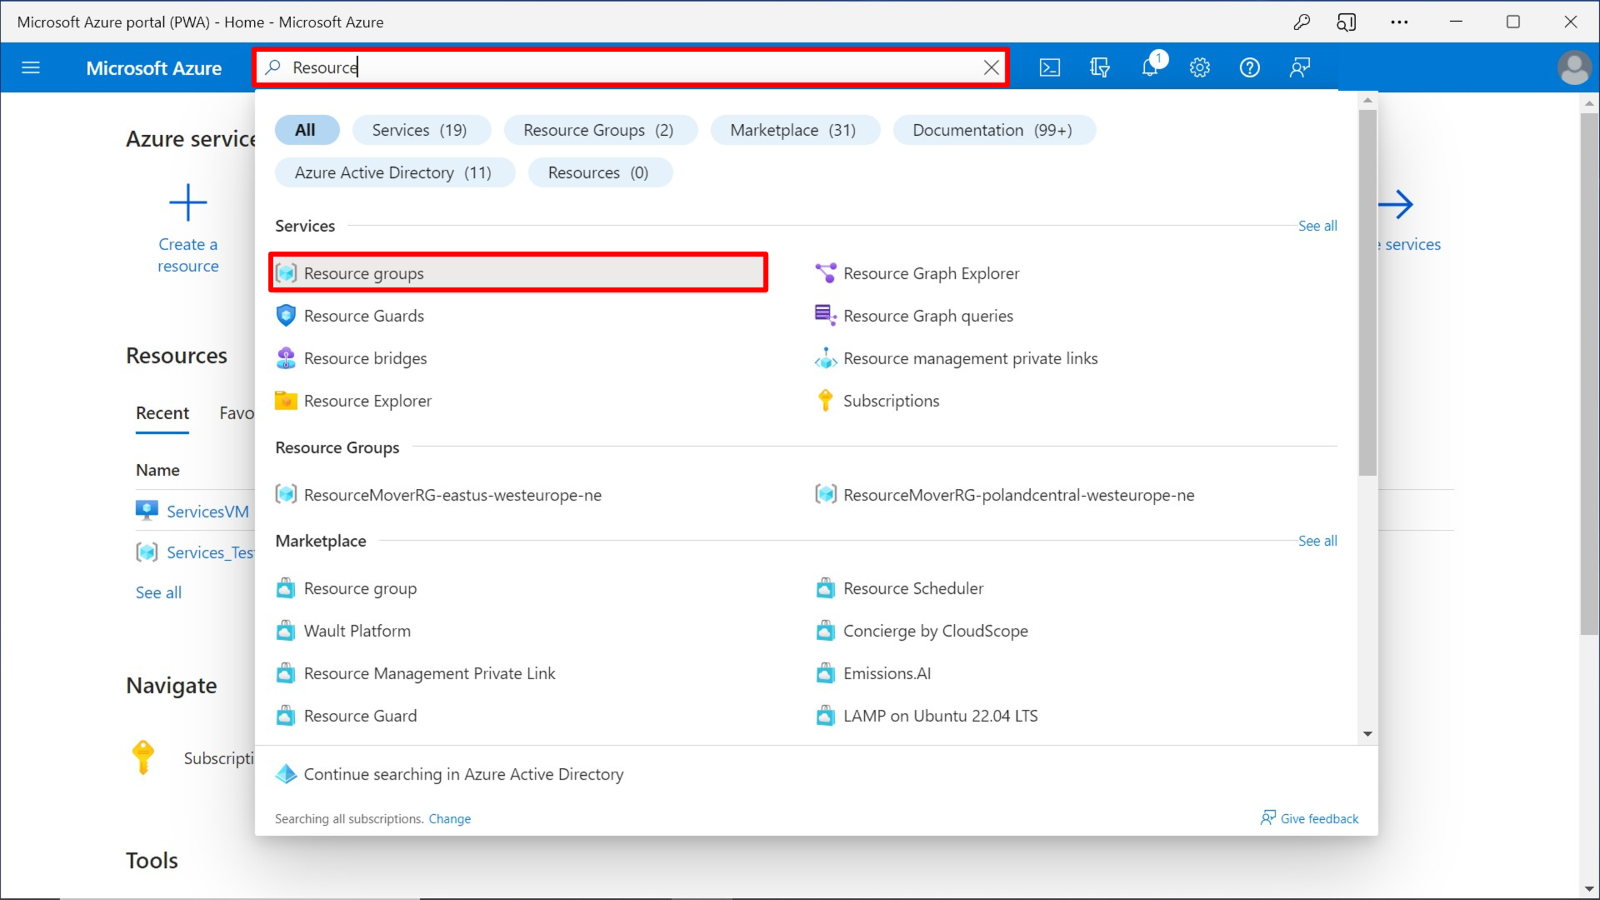 Microsoft Azure portal (PWA) - Home - Microsoft Azure
Microsoft Azure
Resource
1
All
Services (19)
Resource Groups (2)
Marketplace (31)
Documentation (99+)
Azure Active Directory (11)
Resources (0)
Services
See all
Resource groups
Resource Graph Explorer
Resource Guards
Resource Graph queries
Resource bridges
Resource management private links
Resource Explorer
Subscriptions
Resource Groups
ResourceMoverRG-eastus-westeurope-ne
ResourceMoverRG-polandcentral-westeurope-ne
Marketplace
See all
Resource group
Resource Scheduler
Wault Platform
Concierge by CloudScope
Resource Management Private Link
Emissions.AI
Resource Guard
LAMP on Ubuntu 22.04 LTS
Continue searching in Azure Active Directory
Searching all subscriptions. Change
Give feedback
Azure service
Create a
resource
services
Resources
Recent
Favo
Name
ServicesVM
Services_Tes
See all
Navigate
Subscripti
Tools